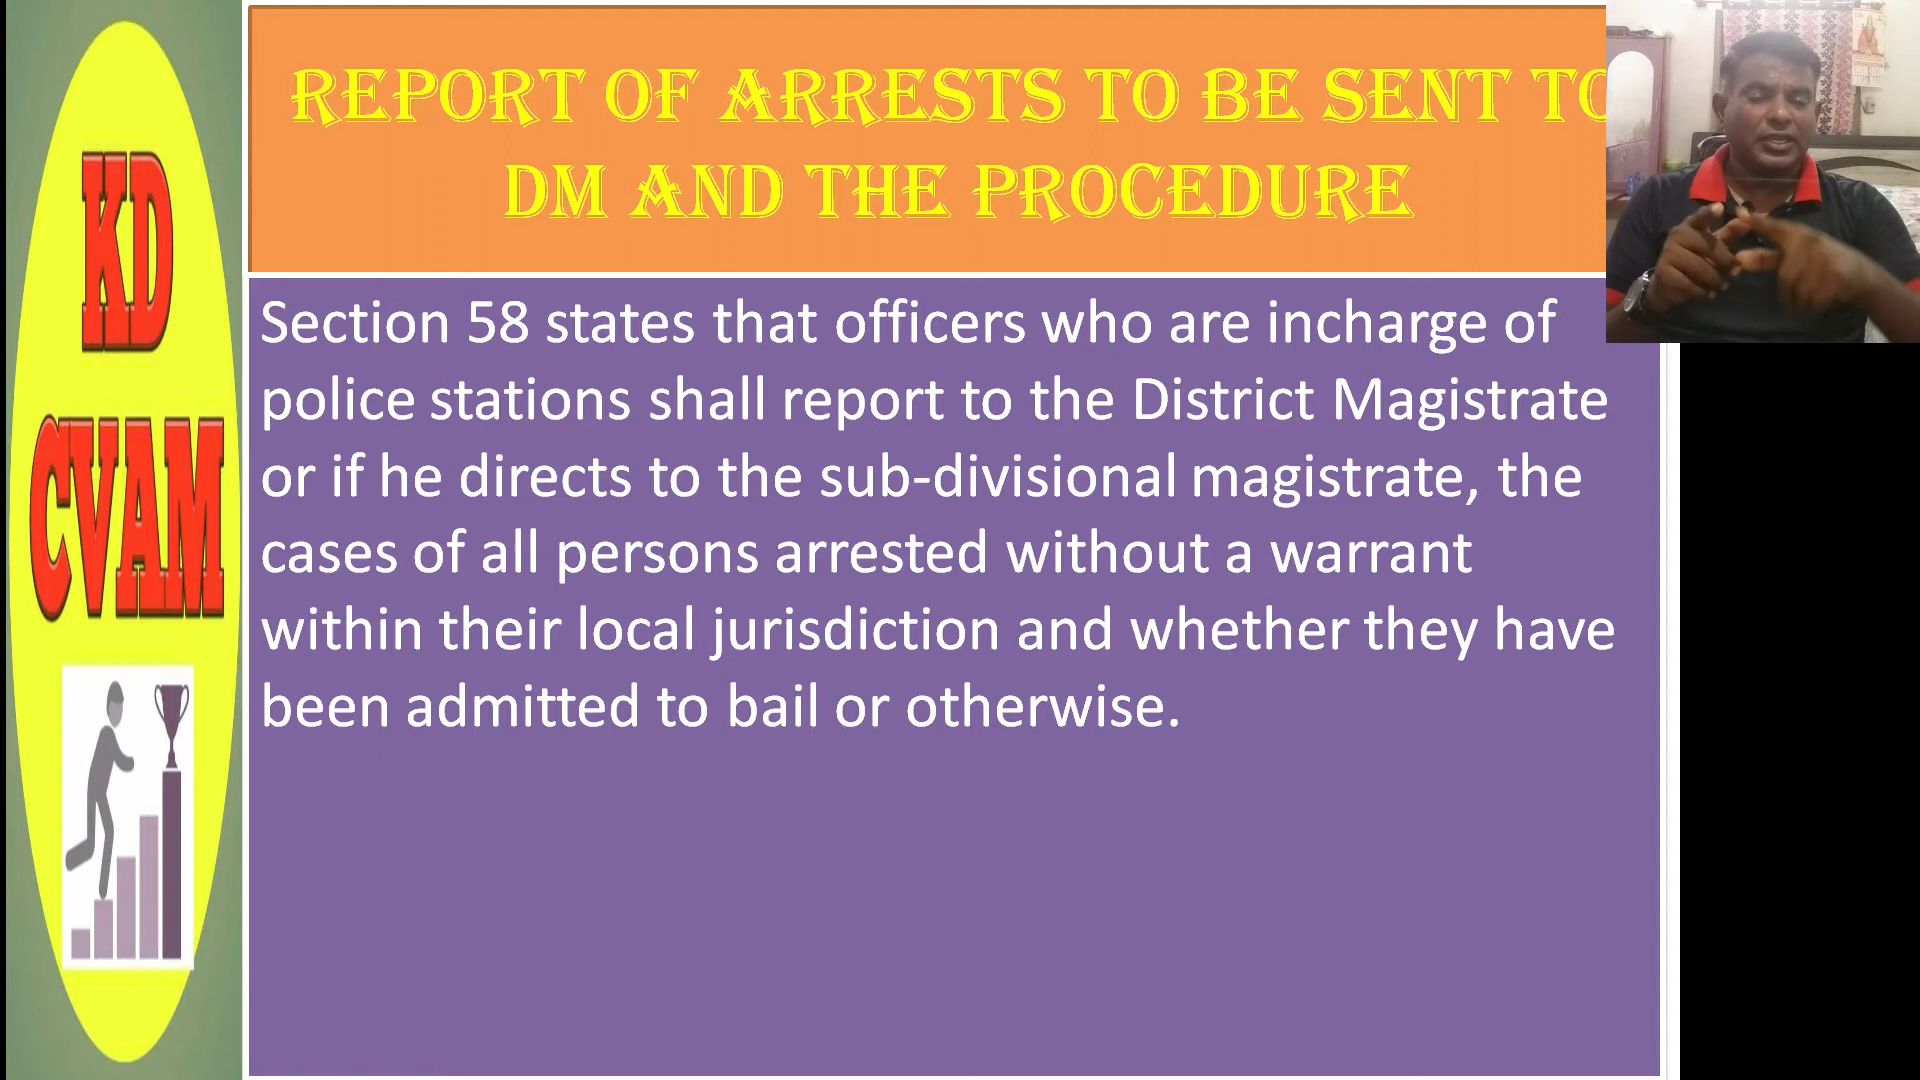 KD
CVAM
REPORT OF ARRESTS TO BE SENT TO
DM AND THE PROCEDURE
Section 58 states that officers who are incharge of
police stations shall report to the District Magistrate
or if he directs to the sub-divisional magistrate, the
cases of all persons arrested without a warrant
within their local jurisdiction and whether they have
been admitted to bail or otherwise.